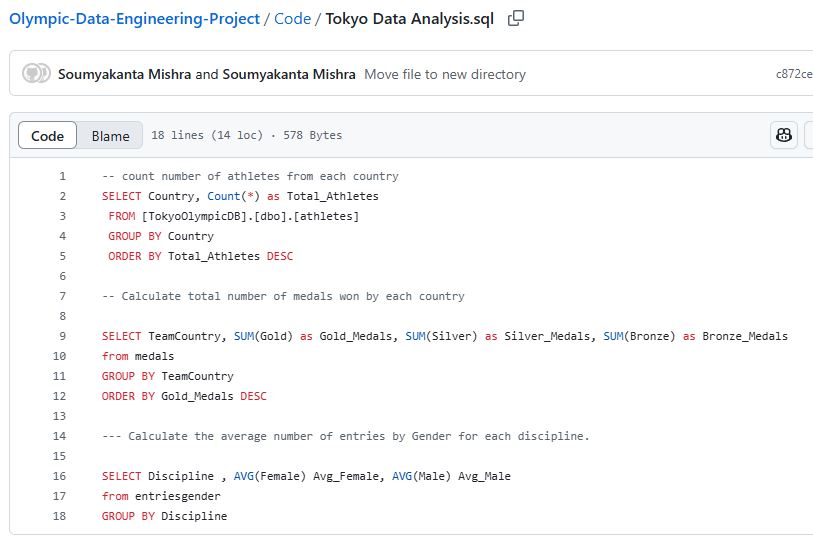 Olympic-Data-Engineering-Project / Code / Tokyo Data Analysis.sql
Soumyakanta Mishra and Soumyakanta Mishra Move file to new directory c872ce
Code Blame 18 lines (14 loc) · 578 Bytes
1 -- count number of athletes from each country
2 SELECT Country, Count(*) as Total_Athletes
3 FROM [TokyoOlympicDB].[dbo].[athletes]
4 GROUP BY Country
5 ORDER BY Total_Athletes DESC
6
7 -- Calculate total number of medals won by each country
8
9 SELECT TeamCountry, SUM(Gold) as Gold_Medals, SUM(Silver) as Silver_Medals, SUM(Bronze) as Bronze_Medals
10 from medals
11 GROUP BY TeamCountry
12 ORDER BY Gold_Medals DESC
13
14 --- Calculate the average number of entries by Gender for each discipline.
15
16 SELECT Discipline , AVG(Female) Avg_Female, AVG(Male) Avg_Male
17 from entriesgender
18 GROUP BY Discipline